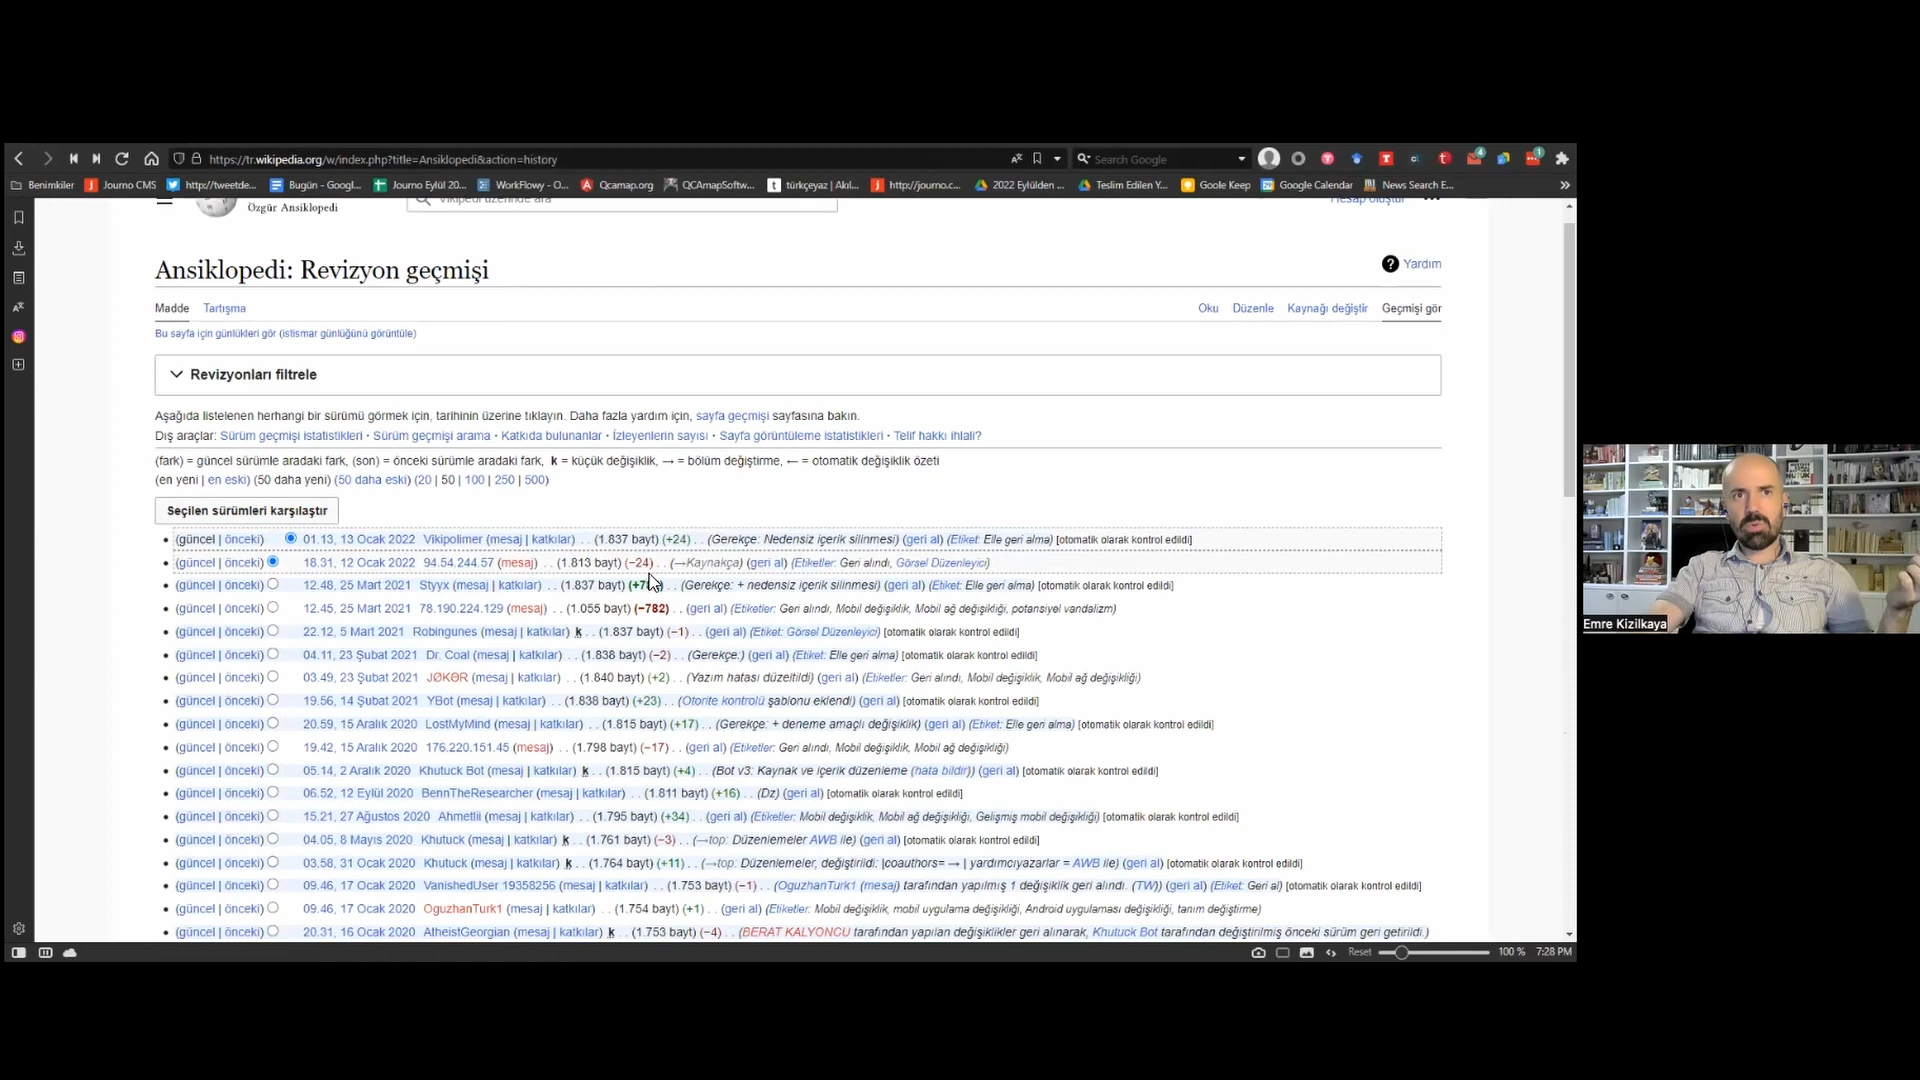 https://tr.wikipedia.org/w/index.php?title=Ansiklopedi&action=history
Search Google
Benimkiler Journo CMS http://tweetde... Bugün - Googl... Journo Eylül 20... WorkFlowy - O... Qcamap.org QCAmapSoftw... türkçeyaz | Akıl... http://journo.c... 2022 Eylülden ... Teslim Edilen Y... Goole Keep Google Calendar News Search E...
Özgür Ansiklopedi
Vikipedi üzerinde ara
Hesap oluştur
Ansiklopedi: Revizyon geçmişi
Yardım
Madde Tartışma Oku Düzenle Kaynağı değiştir Geçmişi gör
Bu sayfa için günlükleri gör (istismar günlüğünü görüntüle)
Revizyonları filtrele
Aşağıda listelenen herhangi bir sürümü görmek için, tarihinin üzerine tıklayın. Daha fazla yardım için, sayfa geçmişi sayfasına bakın.
Dış araçlar: Sürüm geçmişi istatistikleri · Sürüm geçmişi arama · Katkıda bulunanlar · İzleyenlerin sayısı · Sayfa görüntüleme istatistikleri · Telif hakkı ihlali?
(fark) = güncel sürümle aradaki fark, (son) = önceki sürümle aradaki fark, k = küçük değişiklik, → = bölüm değiştirme, ← = otomatik değişiklik özeti
(en yeni | en eski) (50 daha yeni) (50 daha eski) (20 | 50 | 100 | 250 | 500)
Seçilen sürümleri karşılaştır
(güncel | önceki) 01.13, 13 Ocak 2022 Vikipolimer (mesaj | katkılar) . . (1.837 bayt) (+24) . . (Gerekçe: Nedensiz içerik silinmesi) (geri al) (Etiket: Elle geri alma) [otomatik olarak kontrol edildi]
(güncel | önceki) 18.31, 12 Ocak 2022 94.54.244.57 (mesaj) . . (1.813 bayt) (−24) . . (→Kaynakça) (geri al) (Etiketler: Geri alındı, Görsel Düzenleyici)
(güncel | önceki) 12.48, 25 Mart 2021 Styyx (mesaj | katkılar) . . (1.837 bayt) . . (Gerekçe: + nedensiz içerik silinmesi) (geri al) (Etiket: Elle geri alma) [otomatik olarak kontrol edildi]
(güncel | önceki) 12.45, 25 Mart 2021 78.190.224.129 (mesaj) . . (1.055 bayt) (−782) . . (geri al) (Etiketler: Geri alındı, Mobil değişiklik, Mobil ağ değişikliği, potansiyel vandalizm)
(güncel | önceki) 22.12, 5 Mart 2021 Robingunes (mesaj | katkılar) k . . (1.837 bayt) (−1) . . (geri al) (Etiket: Görsel Düzenleyici) [otomatik olarak kontrol edildi]
(güncel | önceki) 04.11, 23 Şubat 2021 Dr. Coal (mesaj | katkılar) . . (1.838 bayt) (−2) . . (Gerekçe:) (geri al) (Etiket: Elle geri alma) [otomatik olarak kontrol edildi]
(güncel | önceki) 03.49, 23 Şubat 2021 JØKƏR (mesaj | katkılar) . . (1.840 bayt) (+2) . . (Yazım hatası düzeltildi) (geri al) (Etiketler: Geri alındı, Mobil değişiklik, Mobil ağ değişikliği)
(güncel | önceki) 19.56, 14 Şubat 2021 YBot (mesaj | katkılar) . . (1.838 bayt) (+23) . . (Otorite kontrolü şablonu eklendi) (geri al) [otomatik olarak kontrol edildi]
(güncel | önceki) 20.59, 15 Aralık 2020 LostMyMind (mesaj | katkılar) . . (1.815 bayt) (+17) . . (Gerekçe: + deneme amaçlı değişiklik) (geri al) (Etiket: Elle geri alma) [otomatik olarak kontrol edildi]
(güncel | önceki) 19.42, 15 Aralık 2020 176.220.151.45 (mesaj) . . (1.798 bayt) (−17) . . (geri al) (Etiketler: Geri alındı, Mobil değişiklik, Mobil ağ değişikliği)
(güncel | önceki) 05.14, 2 Aralık 2020 Khutuck Bot (mesaj | katkılar) k . . (1.815 bayt) (+4) . . (Bot v3: Kaynak ve içerik düzenleme (hata bildir)) (geri al) [otomatik olarak kontrol edildi]
(güncel | önceki) 06.52, 12 Eylül 2020 BennTheResearcher (mesaj | katkılar) . . (1.811 bayt) (+16) . . (Dz) (geri al) [otomatik olarak kontrol edildi]
(güncel | önceki) 15.21, 27 Ağustos 2020 Ahmetlii (mesaj | katkılar) . . (1.795 bayt) (+34) . . (geri al) (Etiketler: Mobil değişiklik, Mobil ağ değişikliği, Gelişmiş mobil değişikliği) [otomatik olarak kontrol edildi]
(güncel | önceki) 04.05, 8 Mayıs 2020 Khutuck (mesaj | katkılar) k . . (1.761 bayt) (−3) . . (→top: Düzenlemeler AWB ile) (geri al) [otomatik olarak kontrol edildi]
(güncel | önceki) 03.58, 31 Ocak 2020 Khutuck (mesaj | katkılar) k . . (1.764 bayt) (+11) . . (→top: Düzenlemeler, değiştirildi: |coauthors= → | yardımcıyazarlar = AWB ile) (geri al) [otomatik olarak kontrol edildi]
(güncel | önceki) 09.46, 17 Ocak 2020 VanishedUser 19358256 (mesaj | katkılar) . . (1.753 bayt) (−1) . . (OguzhanTurk1 (mesaj) tarafından yapılmış 1 değişiklik geri alındı. (TW)) (geri al) (Etiket: Geri al) [otomatik olarak kontrol edildi]
(güncel | önceki) 09.46, 17 Ocak 2020 OguzhanTurk1 (mesaj | katkılar) . . (1.754 bayt) (+1) . . (geri al) (Etiketler: Mobil değişiklik, mobil uygulama değişikliği, Android uygulaması değişikliği, tanım değiştirme)
(güncel | önceki) 20.31, 16 Ocak 2020 AtheistGeorgian (mesaj | katkılar) k . . (1.753 bayt) (−4) . . (BERAT KALYONCU tarafından yapılan değişiklikler geri alınarak, Khutuck Bot tarafından değiştirilmiş önceki sürüm geri getirildi.)
Reset 100 % 7:28 PM
Emre Kizilkaya